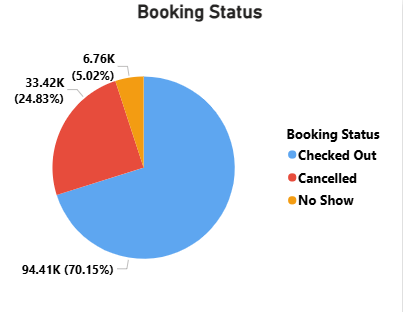 Booking Status
6.76K
(5.02%)
33.42K
(24.83%)
Booking Status
Checked Out
Cancelled
No Show
94.41K (70.15%)